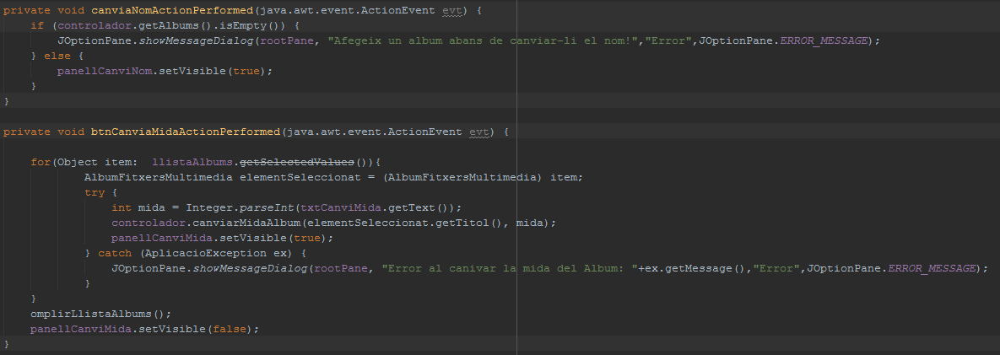 private void canviaNomActionPerformed(java.awt.event.ActionEvent evt) {
    if (controlador.getAlbums().isEmpty()) {
        JOptionPane.showMessageDialog(rootPane, "Afegeix un album abans de canviar-li el nom!","Error",JOptionPane.ERROR_MESSAGE);
    } else {
        panellCanviNom.setVisible(true);
    }
}

private void btnCanviaMidaActionPerformed(java.awt.event.ActionEvent evt) {

    for(Object item:  llistaAlbums.getSelectedValues()){
            AlbumFitxersMultimedia elementSeleccionat = (AlbumFitxersMultimedia) item;
            try {
                int mida = Integer.parseInt(txtCanviMida.getText());
                controlador.canviarMidaAlbum(elementSeleccionat.getTitol(), mida);
                panellCanviMida.setVisible(true);
            } catch (AplicacioException ex) {
                JOptionPane.showMessageDialog(rootPane, "Error al canivar la mida del Album: "+ex.getMessage(),"Error",JOptionPane.ERROR_MESSAGE);
            }
    }
    omplirLlistaAlbums();
    panellCanviMida.setVisible(false);
}